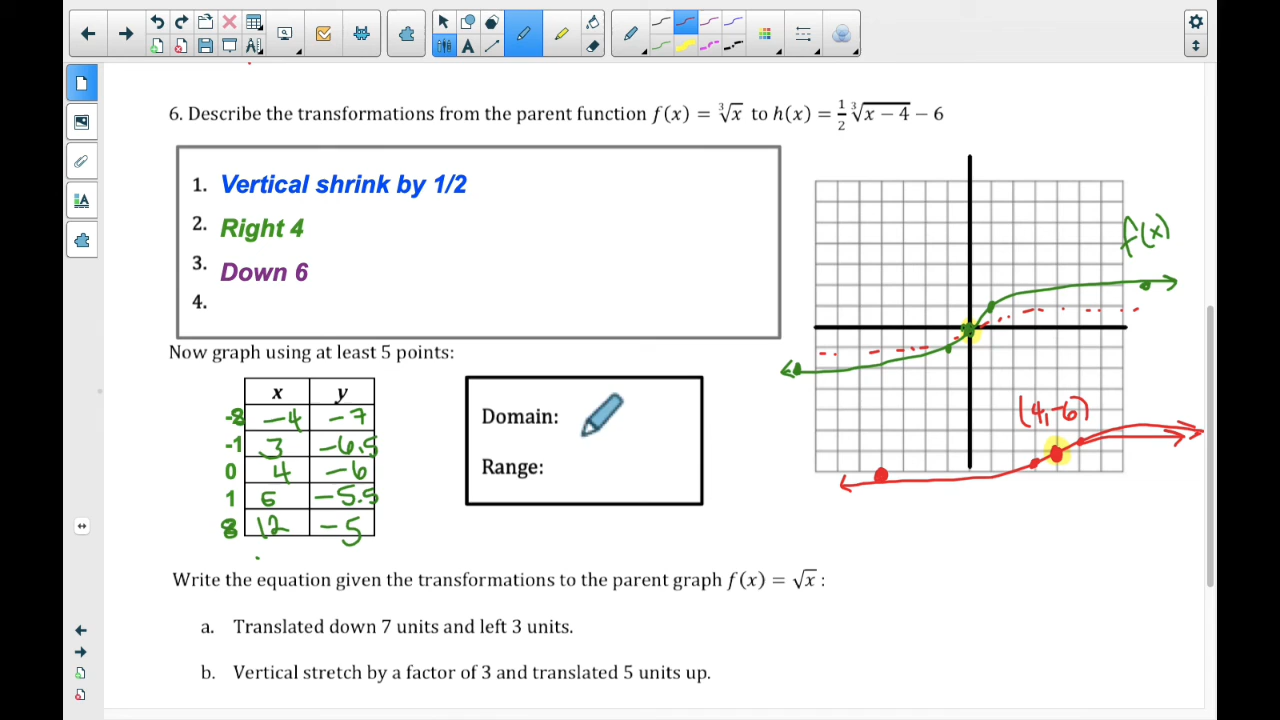 6. Describe the transformations from the parent function f(x) = ∛x to h(x) = 1/2 ∛(x − 4) − 6
1. Vertical shrink by 1/2
2. Right 4
3. Down 6
4.
f(x)
Now graph using at least 5 points:
x y
-8 −4 −7
-1 3 −6.5
0 4 −6
1 5 −5.5
8 12 −5
Domain:
Range:
(4,−6)
Write the equation given the transformations to the parent graph f(x) = √x :
a. Translated down 7 units and left 3 units.
b. Vertical stretch by a factor of 3 and translated 5 units up.